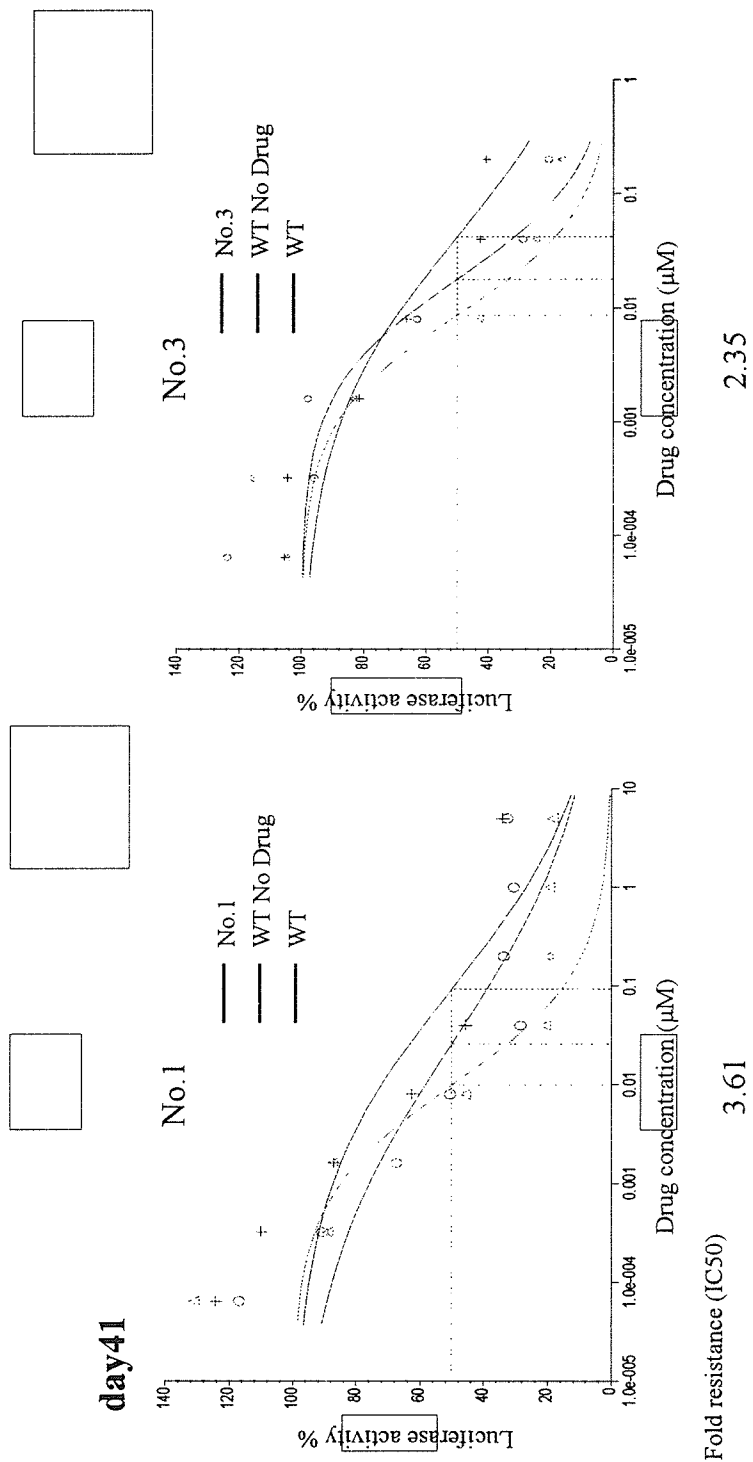 day41
No.1
No.1
WT No Drug
WT
Luciferase activity %
140
120
100
80
60
40
20
0
1.0e-005
1.0e-004
0.001
0.01
0.1
1
10
Drug concentration (µM)
No.3
No.3
WT No Drug
WT
Luciferase activity %
140
120
100
80
60
40
20
0
1.0e-005
1.0e-004
0.001
0.01
0.1
1
Drug concentration (µM)
Fold resistance (IC50)
3.61
2.35